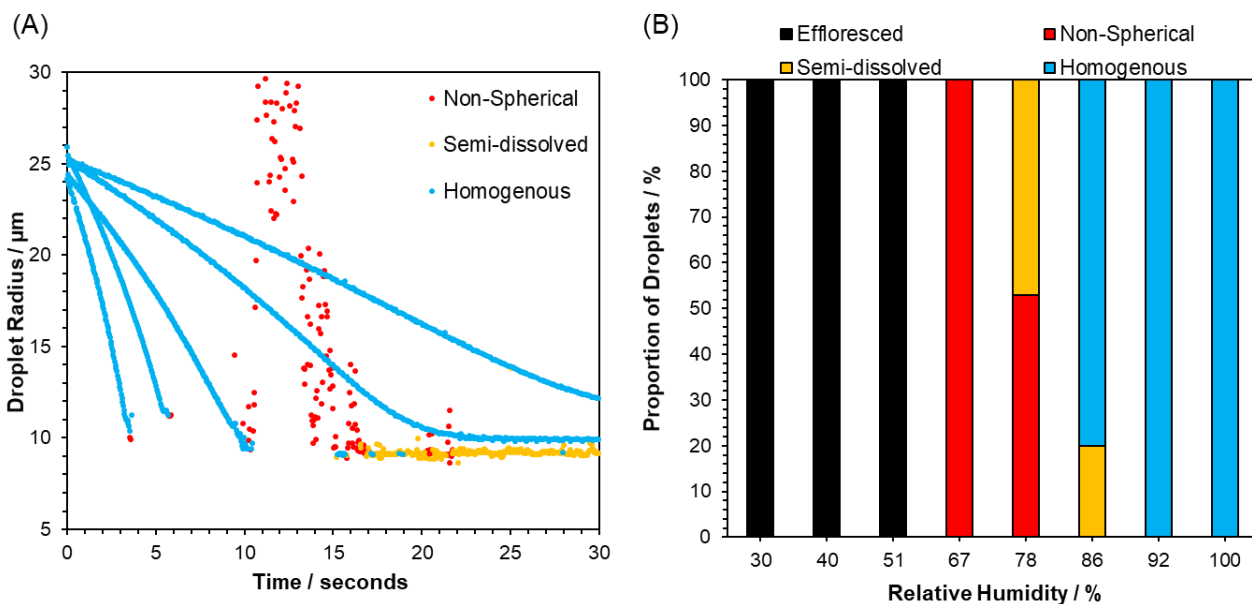 (A)
30
25
20
15
10
5
Droplet Radius / µm
Non-Spherical
Semi-dissolved
Homogenous
0 5 10 15 20 25 30
Time / seconds
(B)
Effloresced Non-Spherical
Semi-dissolved Homogenous
100
90
80
70
60
50
40
30
20
10
0
Proportion of Droplets / %
30 40 51 67 78 86 92 100
Relative Humidity / %